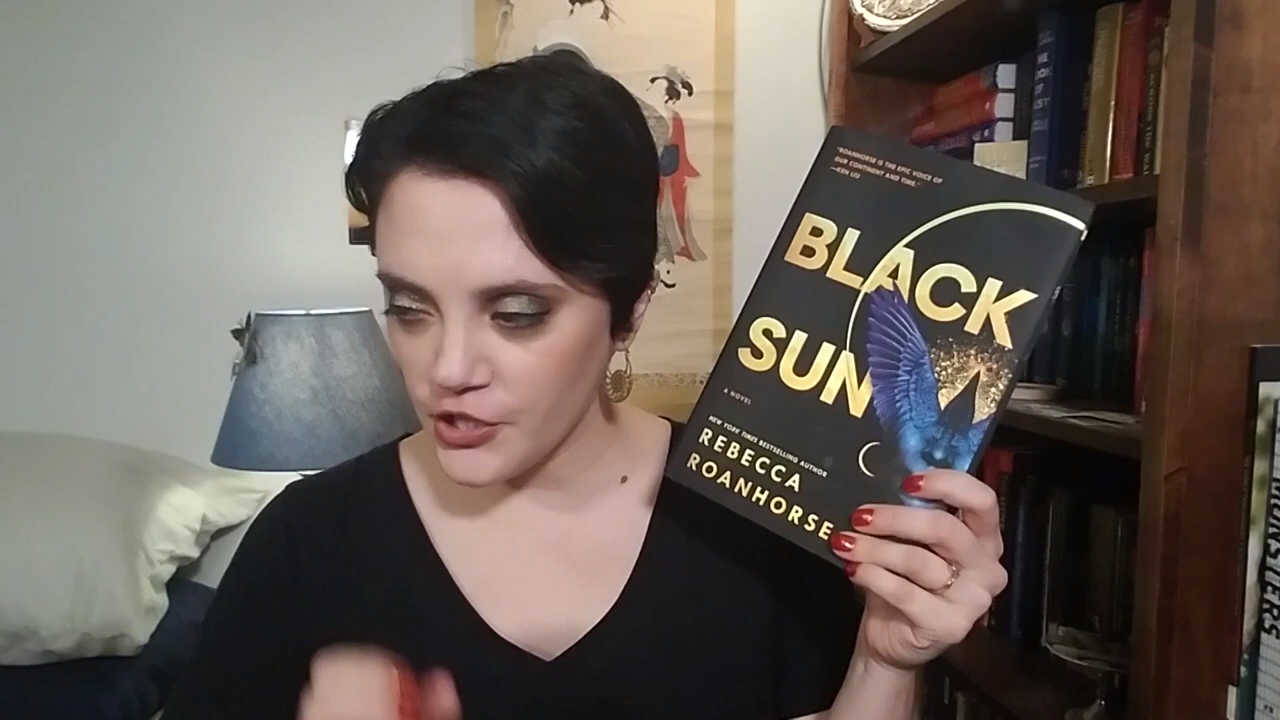 "ROANHORSE IS THE EPIC VOICE OF
OUR CONTINENT AND TIME."
—KEN LIU
BLACK
SUN
A NOVEL
NEW YORK TIMES BESTSELLING AUTHOR
REBECCA
ROANHORSE